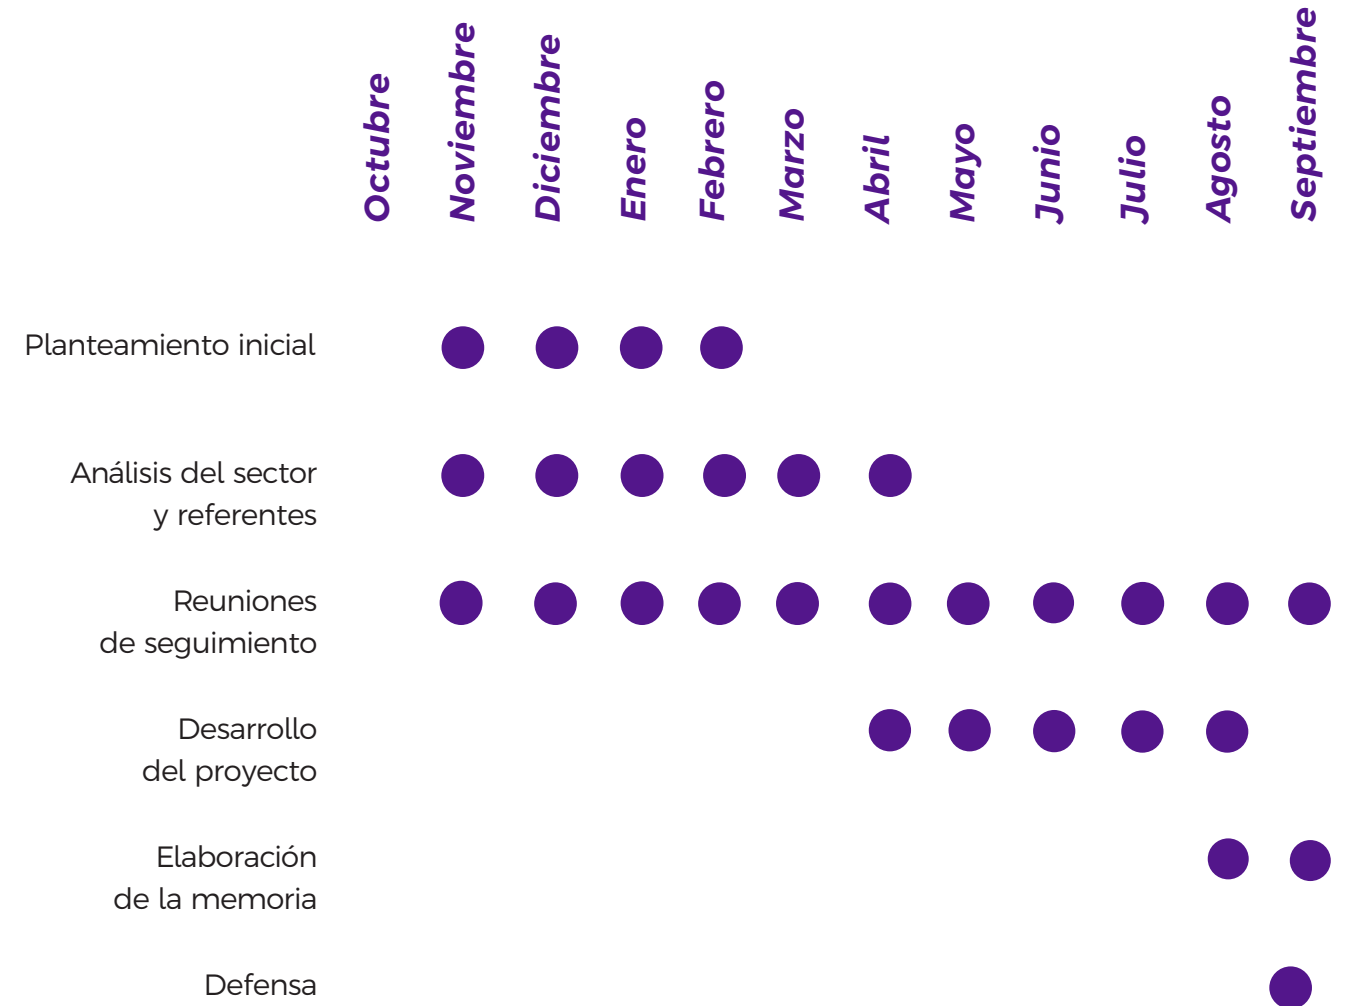 Octubre
Noviembre
Diciembre
Enero
Febrero
Marzo
Abril
Mayo
Junio
Julio
Agosto
Septiembre
Planteamiento inicial
Análisis del sector
y referentes
Reuniones
de seguimiento
Desarrollo
del proyecto
Elaboración
de la memoria
Defensa